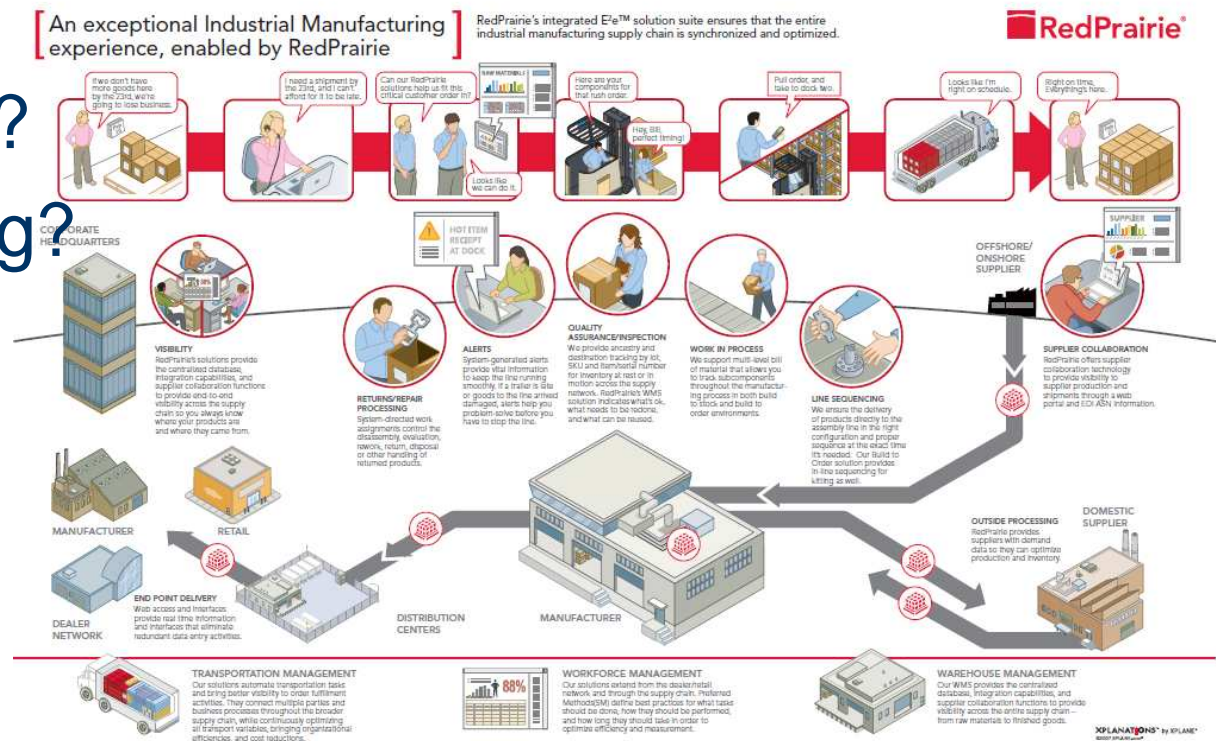 An exceptional Industrial Manufacturing
experience, enabled by RedPrairie
RedPrairie's integrated E²e™ solution suite ensures that the entire
industrial manufacturing supply chain is synchronized and optimized.
RedPrairie®
?
g?
If we don't have
more goods here
by the 23rd, we're
going to lose business.
I need a shipment by
the 23rd, and I can't
afford for it to be late.
Can our RedPrairie
solutions help us fit this
critical customer order in?
RAW MATERIALS
Looks like
we can do it.
Here are your
components for
that rush order.
Hey, Bill,
perfect timing!
Pull order, and
take to dock two.
Looks like I'm
right on schedule.
Right on time,
Everything's here.
CORPORATE
HEADQUARTERS
HOT ITEM
RECEIPT
AT DOCK
OFFSHORE/
ONSHORE
SUPPLIER
SUPPLIER
VISIBILITY
RedPrairie's solutions provide
the centralized database,
integration capabilities, and
supplier collaboration functions
to provide end-to-end
visibility across the supply
chain so you always know
where your products are
and where they came from.
RETURNS/REPAIR
PROCESSING
System-directed work
assignments control the
disassembly, evaluation,
rework, return, disposal
or other handling of
returned products.
ALERTS
System-generated alerts
provide vital information
to keep the line running
smoothly. If a trailer is late
or goods to the line arrived
damaged, alerts help you
problem-solve before you
have to stop the line.
QUALITY
ASSURANCE/INSPECTION
We provide ancestry and
destination tracking by lot,
SKU and item/serial number
for inventory at rest or in
motion across the supply
network. RedPrairie's WMS
solution indicates what's ok,
what needs to be redone,
and what can be reused.
WORK IN PROCESS
We support multi-level bill
of material that allows you
to track subcomponents
throughout the manufactur-
ing process in both build
to stock and build to
order environments.
LINE SEQUENCING
We ensure the delivery
of products directly to the
assembly line in the right
configuration and proper
sequence at the exact time
it's needed: Our Build to
Order solution provides
in-line sequencing for
kitting as well.
SUPPLIER COLLABORATION
RedPrairie offers supplier
collaboration technology
to provide visibility to
supplier production and
shipments through a web
portal and EDI ASN information.
MANUFACTURER
RETAIL
DEALER
NETWORK
END POINT DELIVERY
Web access and interfaces
provide real time information
and interfaces that eliminate
redundant data entry activities.
DISTRIBUTION
CENTERS
MANUFACTURER
OUTSIDE PROCESSING
RedPrairie provides
suppliers with demand
data so they can optimize
production and inventory.
DOMESTIC
SUPPLIER
TRANSPORTATION MANAGEMENT
Our solutions automate transportation tasks
and bring better visibility to order fulfillment
activities. They connect multiple parties and
business processes throughout the broader
supply chain, while continuously optimizing
all transport variables, bringing organizational
efficiencies, and cost reductions.
88%
WORKFORCE MANAGEMENT
Our solutions extend from the dealer/retail
network and through the supply chain. Preferred
Methods(SM) define best practices for what tasks
should be done, how they should be performed,
and how long they should take in order to
optimize efficiency and measurement.
WAREHOUSE MANAGEMENT
Our WMS provides the centralized
database, integration capabilities, and
supplier collaboration functions to provide
visibility across the entire supply chain –
from raw materials to finished goods.
XPLANATIONS™ by XPLANE®